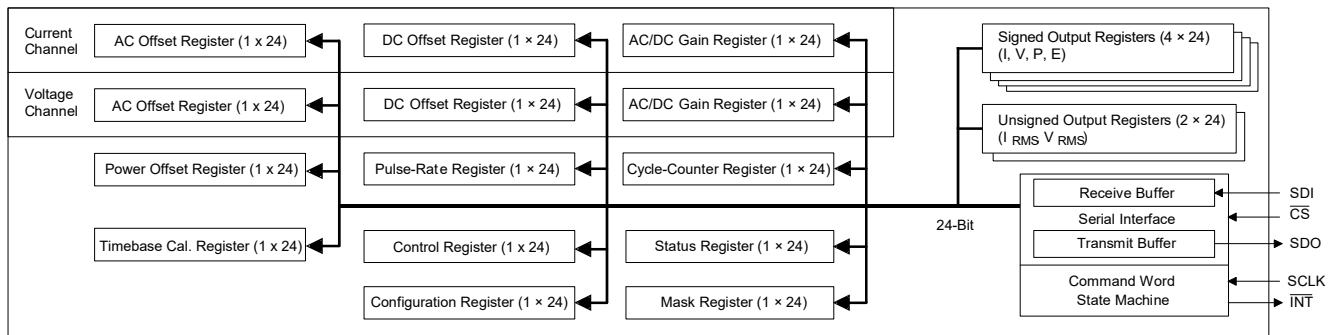 Current
Channel
AC Offset Register (1 x 24)
DC Offset Register (1 × 24)
AC/DC Gain Register (1 × 24)
Signed Output Registers (4 × 24)
(I, V, P, E)
Voltage
Channel
AC Offset Register (1 x 24)
DC Offset Register (1 × 24)
AC/DC Gain Register (1 × 24)
Unsigned Output Registers (2 × 24)
(I RMS, V RMS)
Power Offset Register (1 x 24)
Pulse-Rate Register (1 × 24)
Cycle-Counter Register (1 × 24)
24-Bit
Receive Buffer
SDI
Serial Interface
CS
Transmit Buffer
SDO
Timebase Cal. Register (1 x 24)
Control Register (1 × 24)
Status Register (1 × 24)
Command Word
State Machine
SCLK
INT
Configuration Register (1 × 24)
Mask Register (1 × 24)